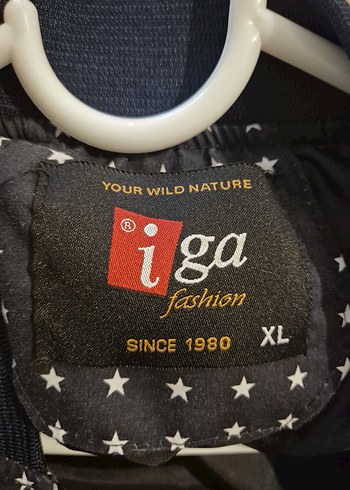 YOUR WILD NATURE
® iga
fashion
SINCE 1980 XL